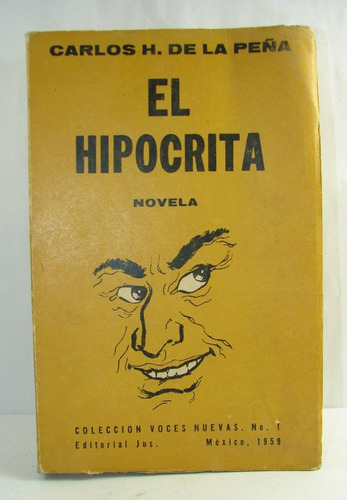 CARLOS H. DE LA PEÑA
EL
HIPOCRITA
NOVELA
COLECCION VOCES NUEVAS. No. 1
Editorial Jus. México, 1959